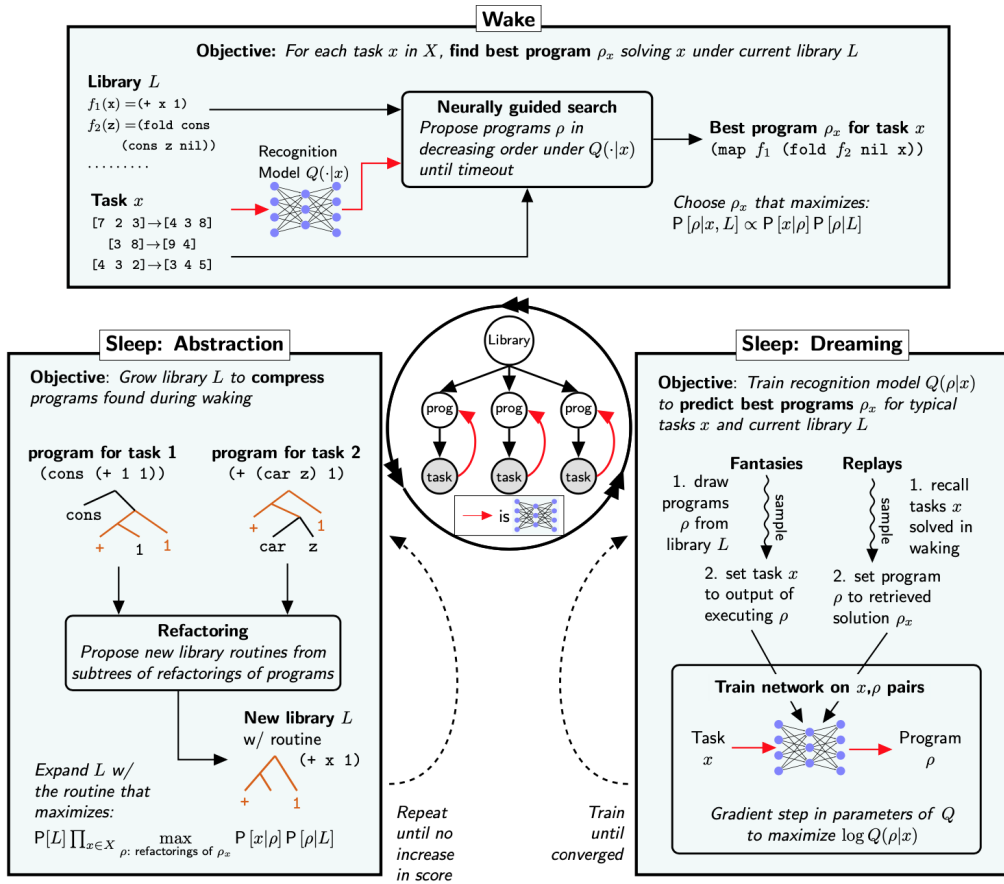 Wake
Objective: For each task x in X, find best program ρₓ solving x under current library L
Library L
f₁(x) =(+ x 1)
f₂(z) =(fold cons
(cons z nil))
.........
Task x
[7 2 3]→[4 3 8]
[3 8]→[9 4]
[4 3 2]→[3 4 5]
Recognition
Model Q(·|x)
Neurally guided search
Propose programs ρ in
decreasing order under Q(·|x)
until timeout
Best program ρₓ for task x
(map f₁ (fold f₂ nil x))
Choose ρₓ that maximizes:
P [ρ|x, L] ∝ P [x|ρ] P [ρ|L]
Library
prog
prog
prog
task
task
task
is
Sleep: Abstraction
Objective: Grow library L to compress
programs found during waking
program for task 1
(cons (+ 1 1))
cons
+
1
1
program for task 2
(+ (car z) 1)
+
1
car
z
Refactoring
Propose new library routines from
subtrees of refactorings of programs
New library L
w/ routine
(+ x 1)
+
1
Expand L w/
the routine that
maximizes:
P[L] ∏ₓ∈X max P [x|ρ] P [ρ|L]
ρ: refactorings of ρₓ
Repeat
until no
increase
in score
Train
until
converged
Sleep: Dreaming
Objective: Train recognition model Q(ρ|x)
to predict best programs ρₓ for typical
tasks x and current library L
Fantasies
1. draw
programs
ρ from
library L
sample
2. set task x
to output of
executing ρ
Replays
sample
1. recall
tasks x
solved in
waking
2. set program
ρ to retrieved
solution ρₓ
Train network on x,ρ pairs
Task
x
Program
ρ
Gradient step in parameters of Q
to maximize log Q(ρ|x)